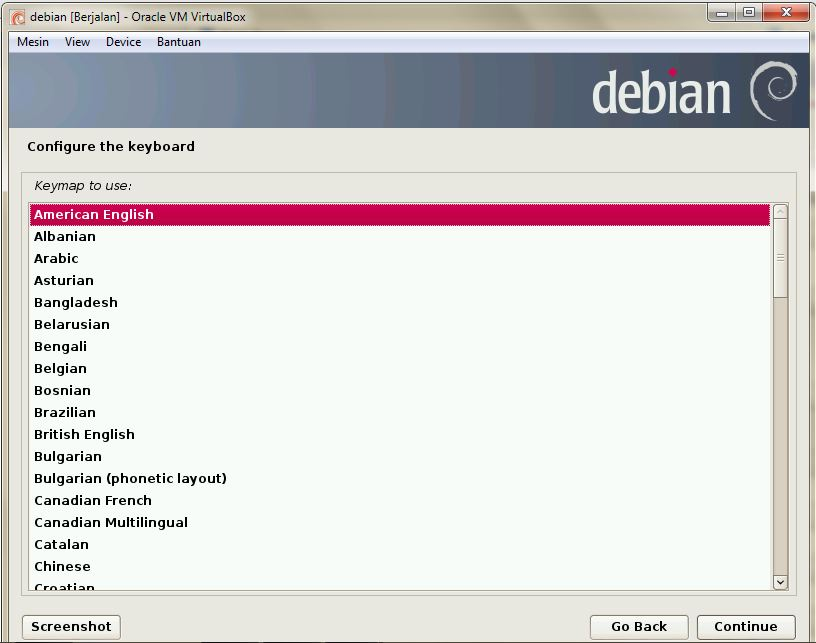 debian [Berjalan] - Oracle VM VirtualBox
Mesin View Device Bantuan
debian
Configure the keyboard
Keymap to use:
American English
Albanian
Arabic
Asturian
Bangladesh
Belarusian
Bengali
Belgian
Bosnian
Brazilian
British English
Bulgarian
Bulgarian (phonetic layout)
Canadian French
Canadian Multilingual
Catalan
Chinese
Croatian
Screenshot Go Back Continue